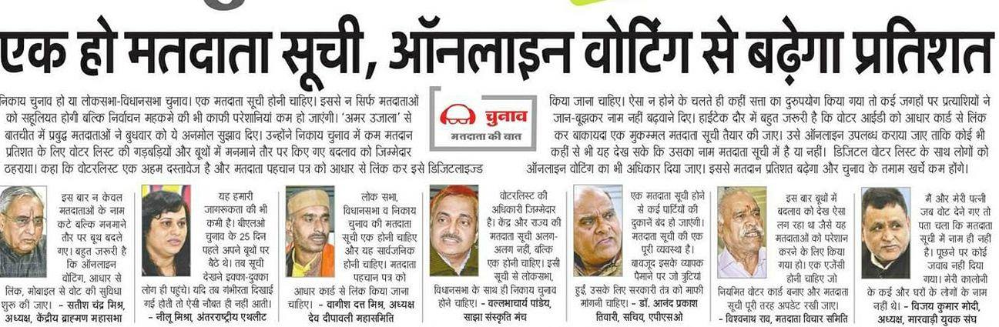 एक हो मतदाता सूची, ऑनलाइन वोटिंग से बढ़ेगा प्रतिशत
निकाय चुनाव हो या लोकसभा-विधानसभा चुनाव। एक मतदाता सूची होनी चाहिए। इससे न सिर्फ मतदाताओं
को सहूलियत होगी बल्कि निर्वाचन महकमे की भी काफी परेशानियां कम हो जाएंगी। 'अमर उजाला' से
बातचीत में प्रबुद्ध मतदाताओं ने बुधवार को ये अनमोल सुझाव दिए। उन्होंने निकाय चुनाव में कम मतदान
प्रतिशत के लिए वोटर लिस्ट की गड़बड़ियों और बूथों में मनमाने तौर पर किए गए बदलाव को जिम्मेदार
ठहराया। कहा कि वोटरलिस्ट एक अहम दस्तावेज है और मतदाता पहचान पत्र को आधार से लिंक कर इसे डिजिटलाइज्ड
चुनाव
मतदाता की बात
किया जाना चाहिए। ऐसा न होने के चलते ही कहीं सत्ता का दुरुपयोग किया गया तो कई जगहों पर प्रत्याशियों ने
जान-बूझकर नाम नहीं बढ़वाने दिए। हाईटेक दौर में बहुत जरूरी है कि वोटर आईडी को आधार कार्ड से लिंक
कर बाकायदा एक मुकम्मल मतदाता सूची तैयार की जाए। उसे ऑनलाइन उपलब्ध कराया जाए ताकि कोई भी
कहीं से भी यह देख सके कि उसका नाम मतदाता सूची में है या नहीं। डिजिटल वोटर लिस्ट के साथ लोगों को
ऑनलाइन वोटिंग का भी अधिकार दिया जाए। इससे मतदान प्रतिशत बढ़ेगा और चुनाव के तमाम खर्चे कम होंगे।
इस बार न केवल
मतदाताओं के नाम
कटे बल्कि मनमाने
तौर पर बूथ बदले
गए। बहुत जरूरी है
कि ऑनलाइन
वोटिंग, आधार से
लिंक, मोबाइल से वोट की सुविधा
शुरू की जाए। - सतीश चंद्र मिश्र,
अध्यक्ष, केंद्रीय ब्राह्मण महासभा
यह हमारी
जागरूकता की भी
कमी है। बीएलओ
चुनाव के 25 दिन
पहले अपने बूथों पर
बैठे थे। तब सूची
देखने इक्का-दुक्का
लोग ही पहुंचे। यदि तब गंभीरता दिखाई
गई होती तो ऐसी नौबत ही नहीं आती।
- नीलू मिश्रा, अंतरराष्ट्रीय एथलीट
लोक सभा,
विधानसभा व निकाय
चुनाव की मतदाता
सूची एक होनी चाहिए
और यह सार्वजनिक
होनी चाहिए। मतदाता
पहचान पत्र को
आधार कार्ड से लिंक किया जाना
चाहिए। - वागीश दत्त मिश्र, अध्यक्ष
देव दीपावली महासमिति
वोटरलिस्ट की
अधिकारी जिम्मेदार
है। केंद्र और राज्य की
मतदाता सूची अलग-
अलग नहीं, बल्कि
एक होनी चाहिए। इसी
सूची से लोकसभा,
विधानसभा के साथ ही निकाय चुनाव
होने चाहिए। - वल्लभाचार्य पांडेय,
साझा संस्कृति मंच
एक मतदाता सूची होने
से कई पार्टियों की
दुकानें बंद हो जाएंगी।
मतदाता सूची की एक
पूरी व्यवस्था है।
बावजूद इसके व्यापक
पैमाने पर जो त्रुटियां
हुईं, उसके लिए सरकारी तंत्र को माफी
मांगनी चाहिए। - डॉ. आनंद प्रकाश
तिवारी, सचिव, एपीएसओ
इस बार बूथों में
बदलाव को देख ऐसा
लग रहा था जैसे यह
मतदाताओं को परेशान
करने के लिए किया
गया हो। एक एजेंसी
होनी चाहिए जो
नियमित वोटर कार्ड बनाए और मतदाता
सूची पूरी तरह अपडेट रखी जाए।
- विश्वनाथ राव, मतदाता विचार समिति
मैं और मेरी पत्नी
जब वोट देने गए तो
पता चला कि मतदाता
सूची में नाम ही नहीं
है। पूछने पर कोई
जवाब नहीं दिया
गया। मेरी कालोनी
के कई और घरों के लोगों के नाम
नहीं थे। - विजय कुमार मोदी,
अध्यक्ष, मारवाड़ी युवक संघ